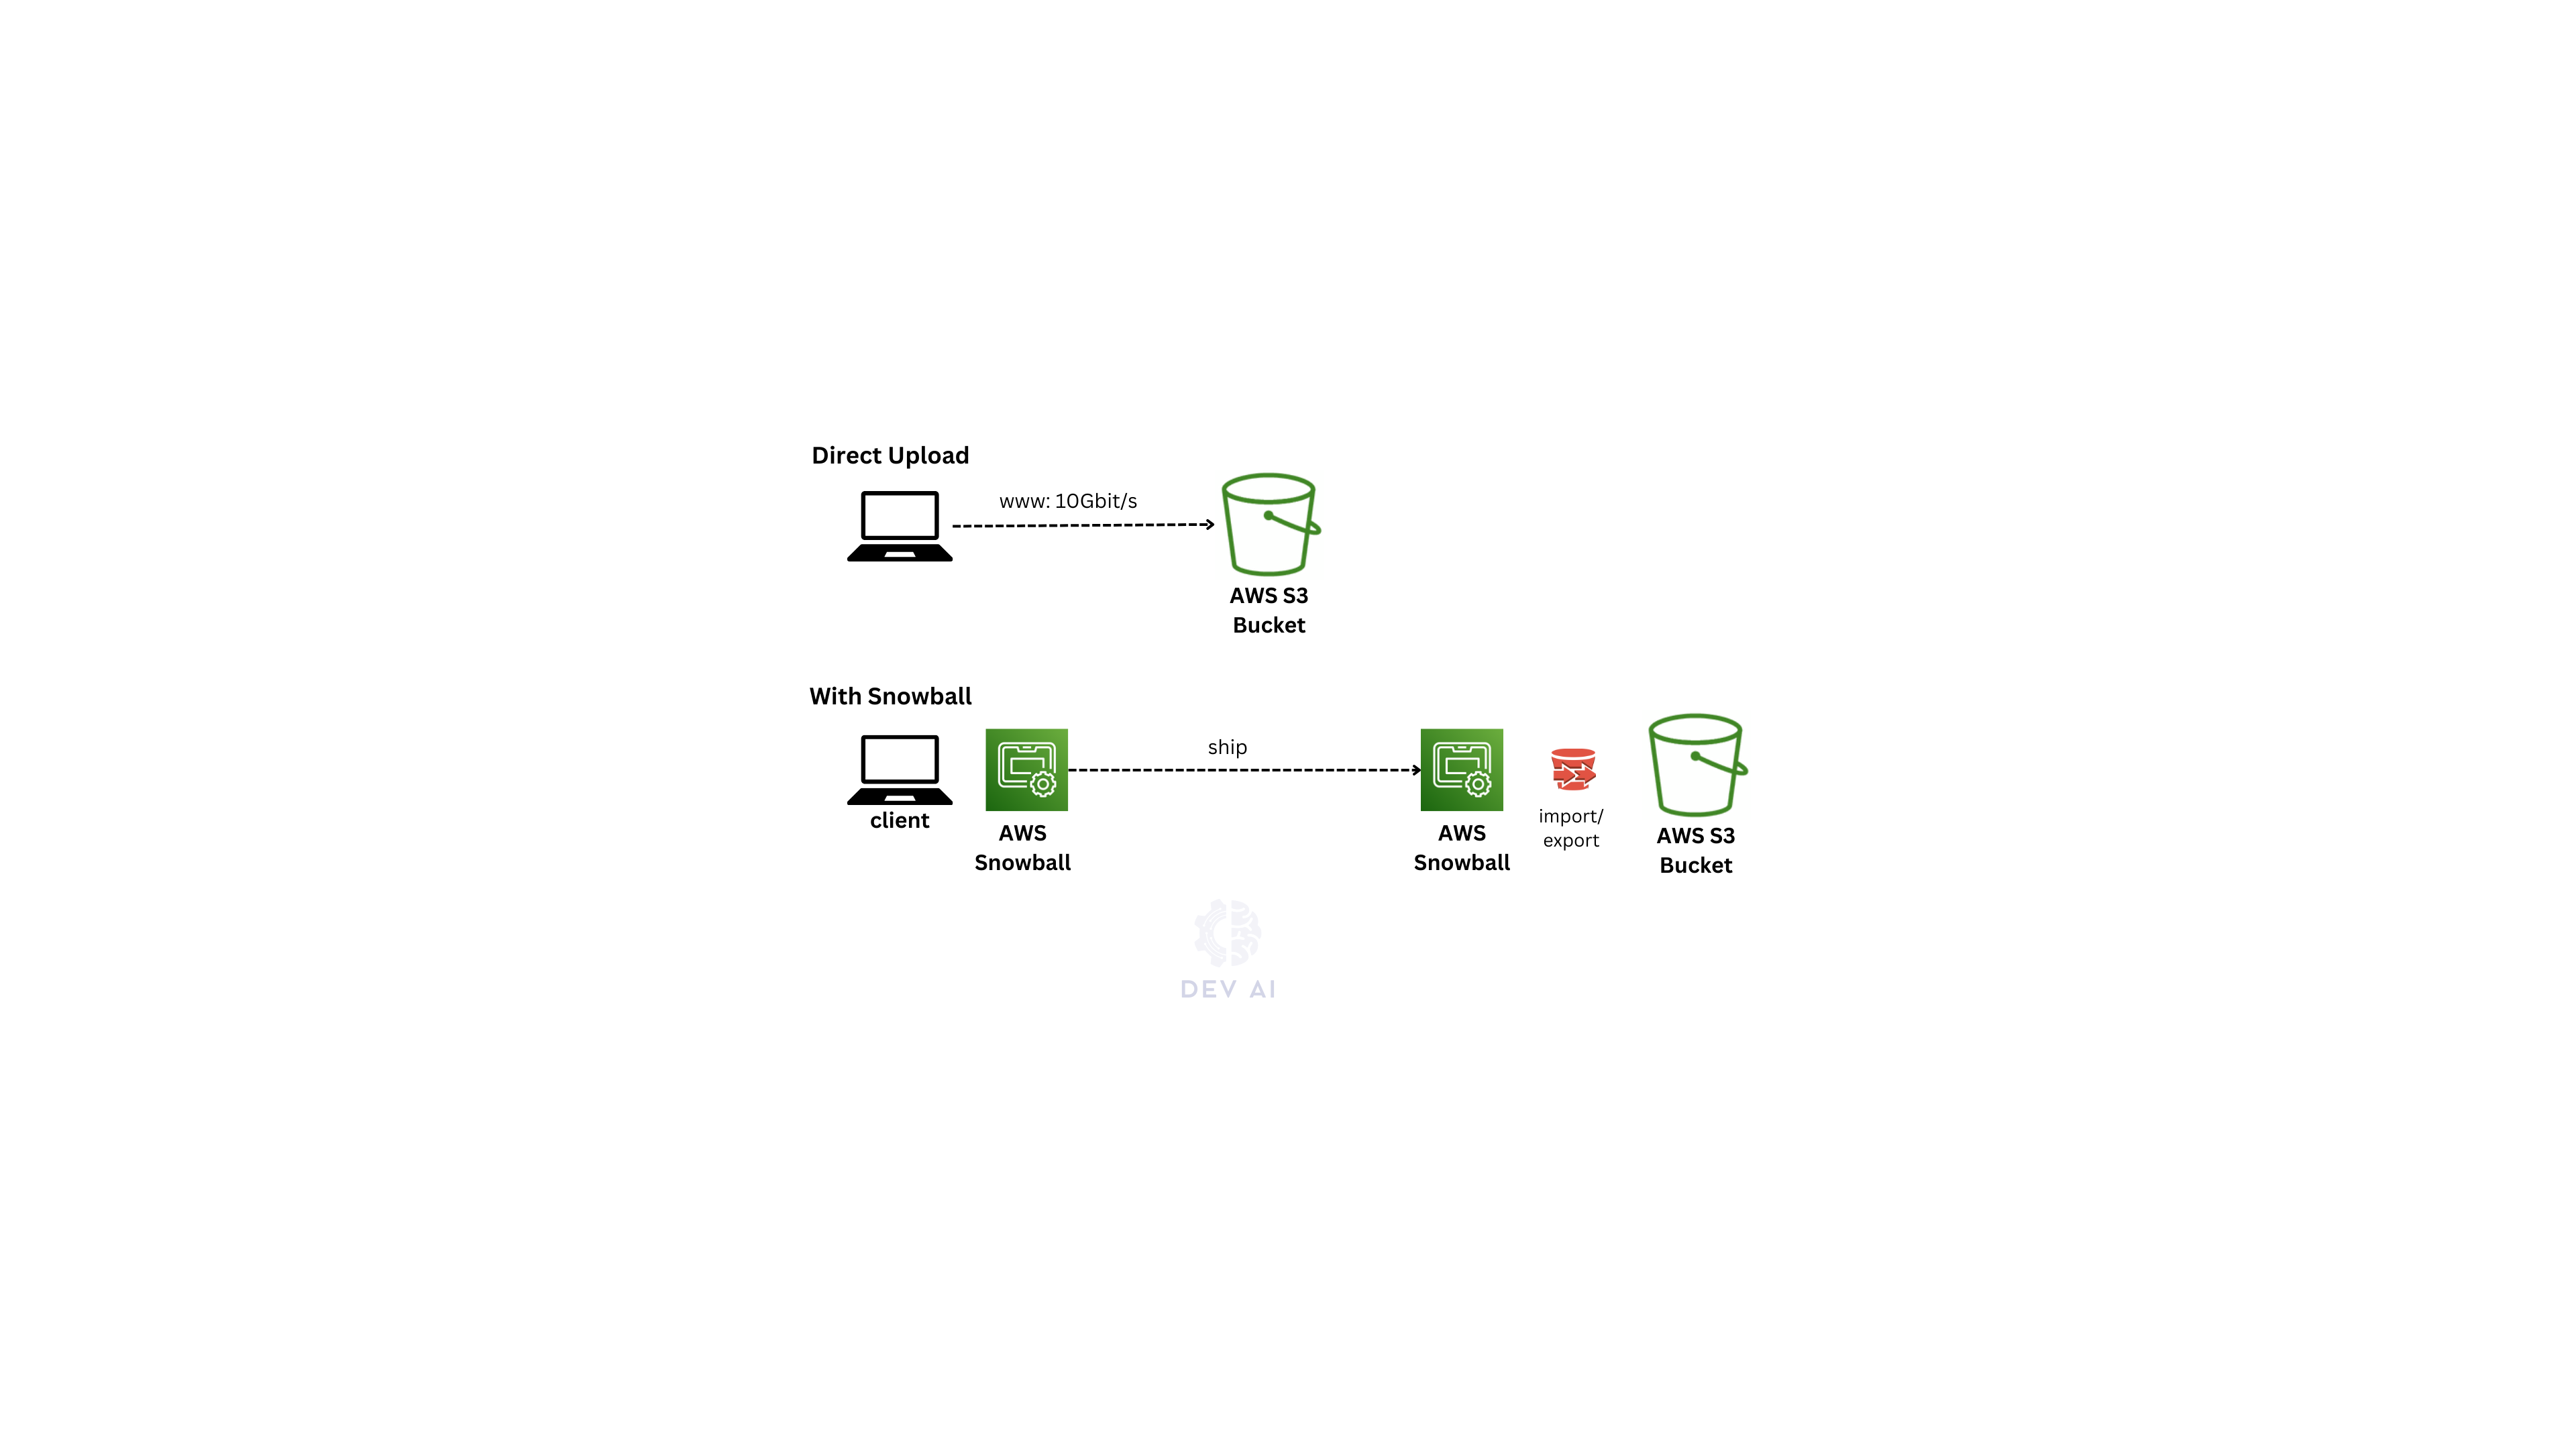 Direct Upload
www: 10Gbit/s
AWS S3
Bucket
With Snowball
client
AWS
Snowball
ship
AWS
Snowball
import/
export
AWS S3
Bucket
DEV AI